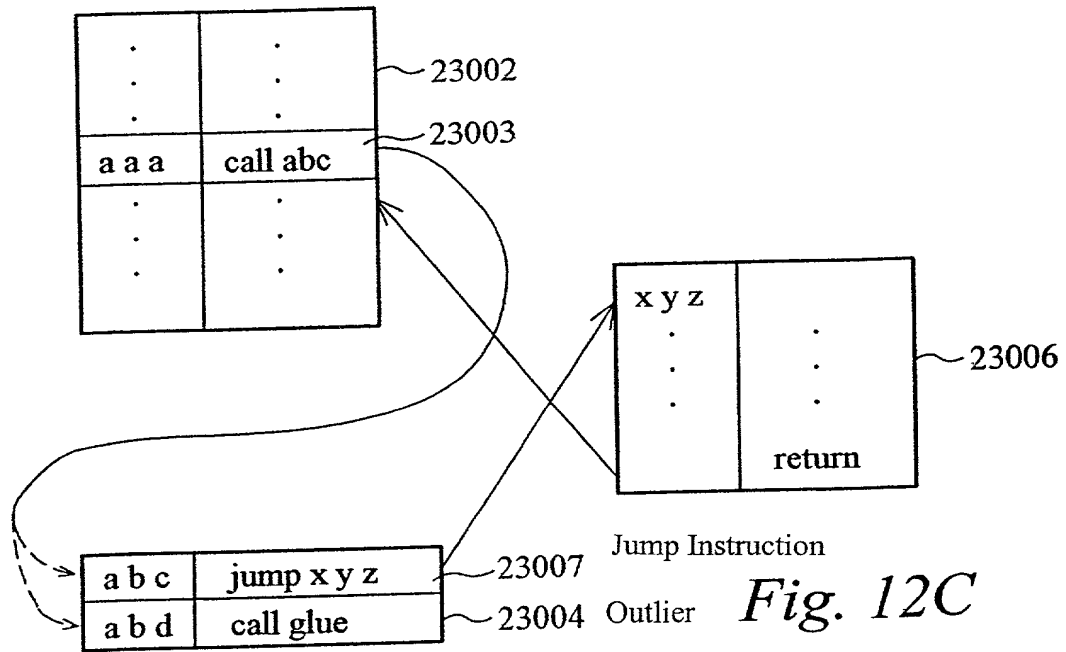 23002
23003
a a a call abc
x y z
23006
return
Jump Instruction
a b c jump x y z 23007
a b d call glue 23004 Outlier
Fig. 12C